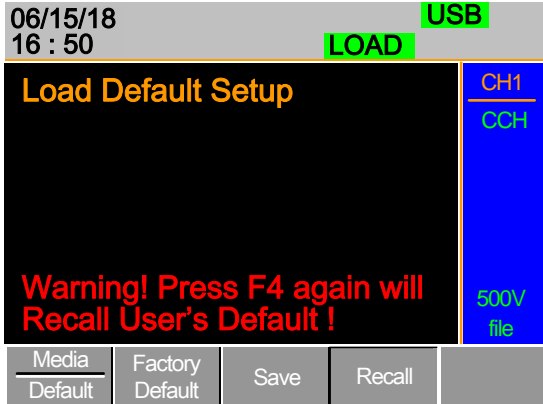 06/15/18
USB
16 : 50
LOAD
Load Default Setup
CH1
CCH
Warning! Press F4 again will
Recall User's Default !
500V
file
Media
Default
Factory
Default
Save
Recall